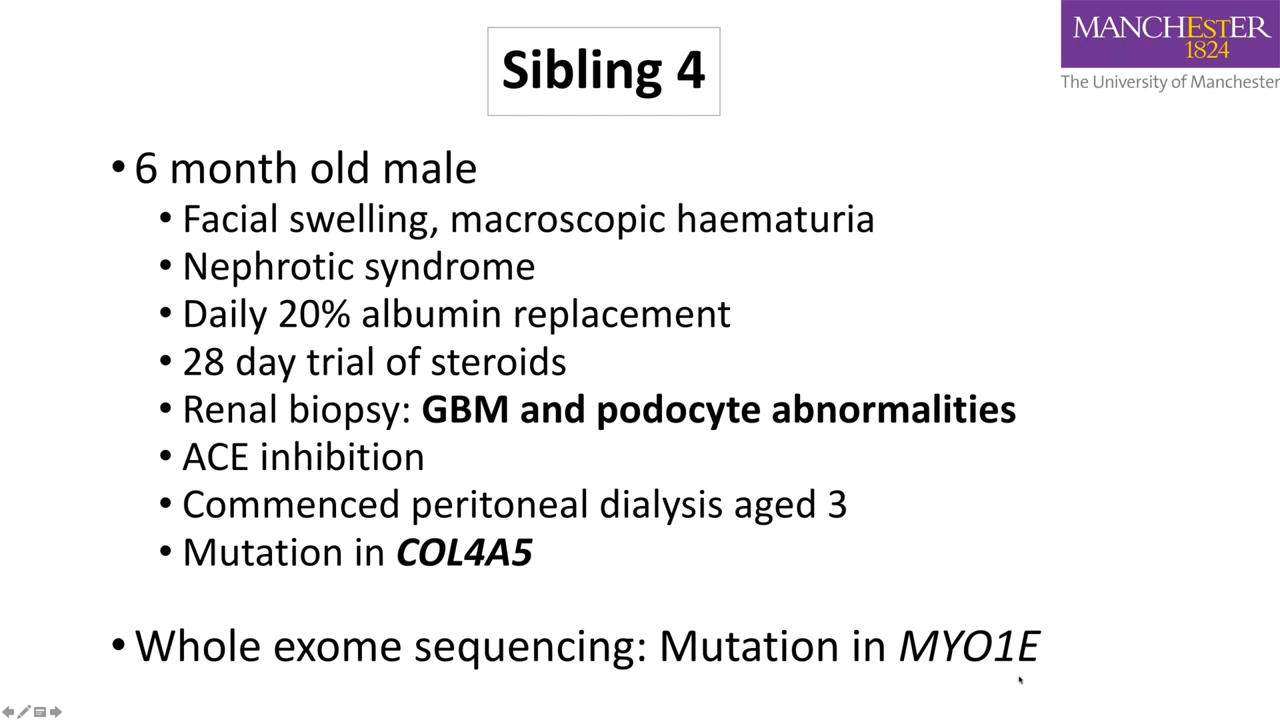 Sibling 4
MANCHESTER
1824
The University of Manchester
• 6 month old male
• Facial swelling, macroscopic haematuria
• Nephrotic syndrome
• Daily 20% albumin replacement
• 28 day trial of steroids
• Renal biopsy: GBM and podocyte abnormalities
• ACE inhibition
• Commenced peritoneal dialysis aged 3
• Mutation in COL4A5
• Whole exome sequencing: Mutation in MYO1E